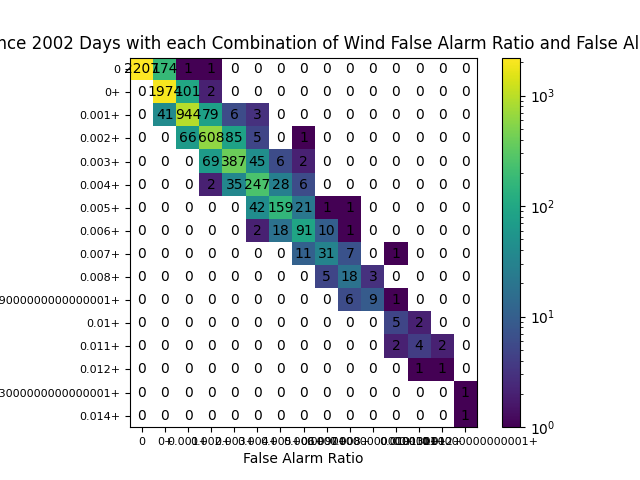 nce 2002 Days with each Combination of Wind False Alarm Ratio and False Al
0 2207 174 1 1 0 0 0 0 0 0 0 0 0 0 0
0+ 0 1974 101 2 0 0 0 0 0 0 0 0 0 0 0
0.001+ 0 41 944 79 6 3 0 0 0 0 0 0 0 0 0
0.002+ 0 0 66 608 85 5 0 1 0 0 0 0 0 0 0
0.003+ 0 0 0 69 387 45 6 2 0 0 0 0 0 0 0
0.004+ 0 0 0 2 35 247 28 6 0 0 0 0 0 0 0
0.005+ 0 0 0 0 0 42 159 21 1 1 0 0 0 0 0
0.006+ 0 0 0 0 0 2 18 91 10 1 0 0 0 0 0
0.007+ 0 0 0 0 0 0 0 11 31 7 0 1 0 0 0
0.008+ 0 0 0 0 0 0 0 0 5 18 3 0 0 0 0
9000000000000001+ 0 0 0 0 0 0 0 0 0 6 9 1 0 0 0
0.01+ 0 0 0 0 0 0 0 0 0 0 0 5 2 0 0
0.011+ 0 0 0 0 0 0 0 0 0 0 0 2 4 2 0
0.012+ 0 0 0 0 0 0 0 0 0 0 0 0 1 1 0
3000000000000001+ 0 0 0 0 0 0 0 0 0 0 0 0 0 0 1
0.014+ 0 0 0 0 0 0 0 0 0 0 0 0 0 0 1
0 0+
False Alarm Ratio
10³
10²
10¹
10⁰